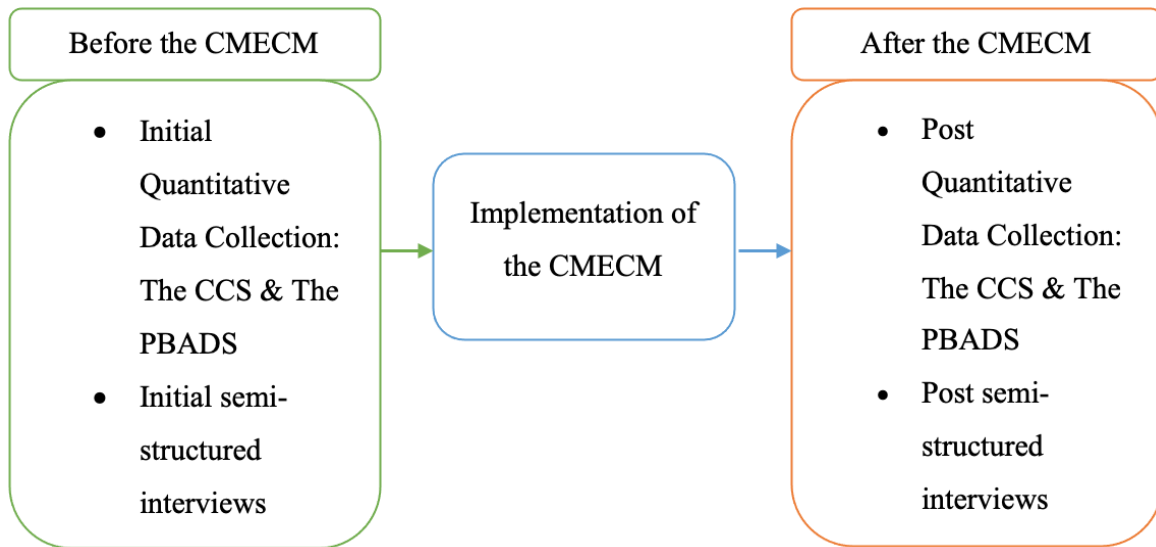 Before the CMECM
• Initial
Quantitative
Data Collection:
The CCS & The
PBADS
• Initial semi-
structured
interviews
Implementation of
the CMECM
After the CMECM
• Post
Quantitative
Data Collection:
The CCS & The
PBADS
• Post semi-
structured
interviews